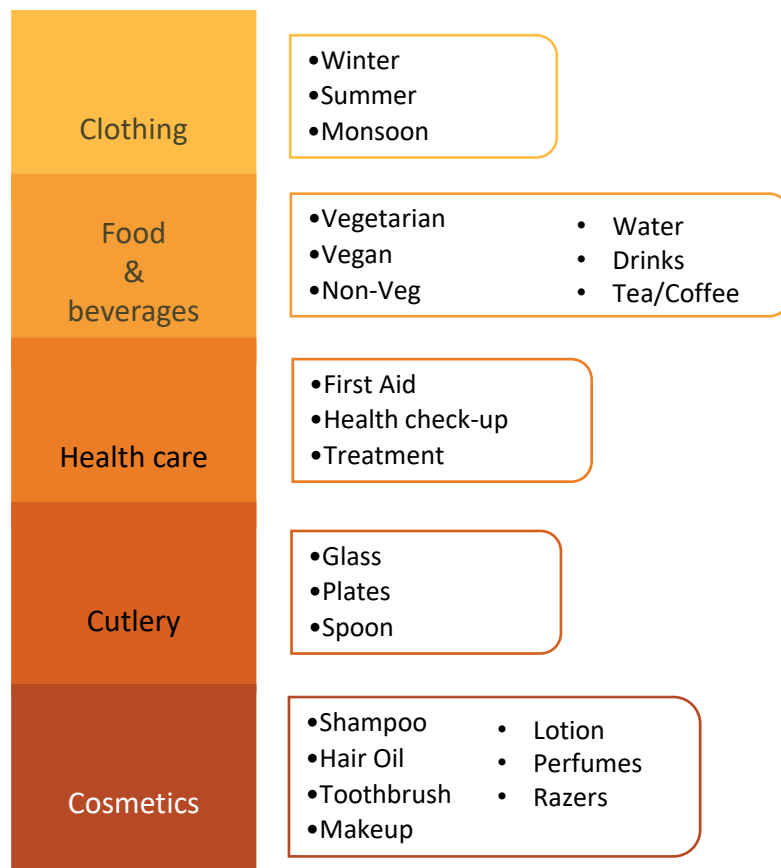 Clothing
•Winter
•Summer
•Monsoon
Food
&
beverages
•Vegetarian
•Vegan
•Non-Veg
• Water
• Drinks
• Tea/Coffee
Health care
•First Aid
•Health check-up
•Treatment
Cutlery
•Glass
•Plates
•Spoon
Cosmetics
•Shampoo
•Hair Oil
•Toothbrush
•Makeup
• Lotion
• Perfumes
• Razers